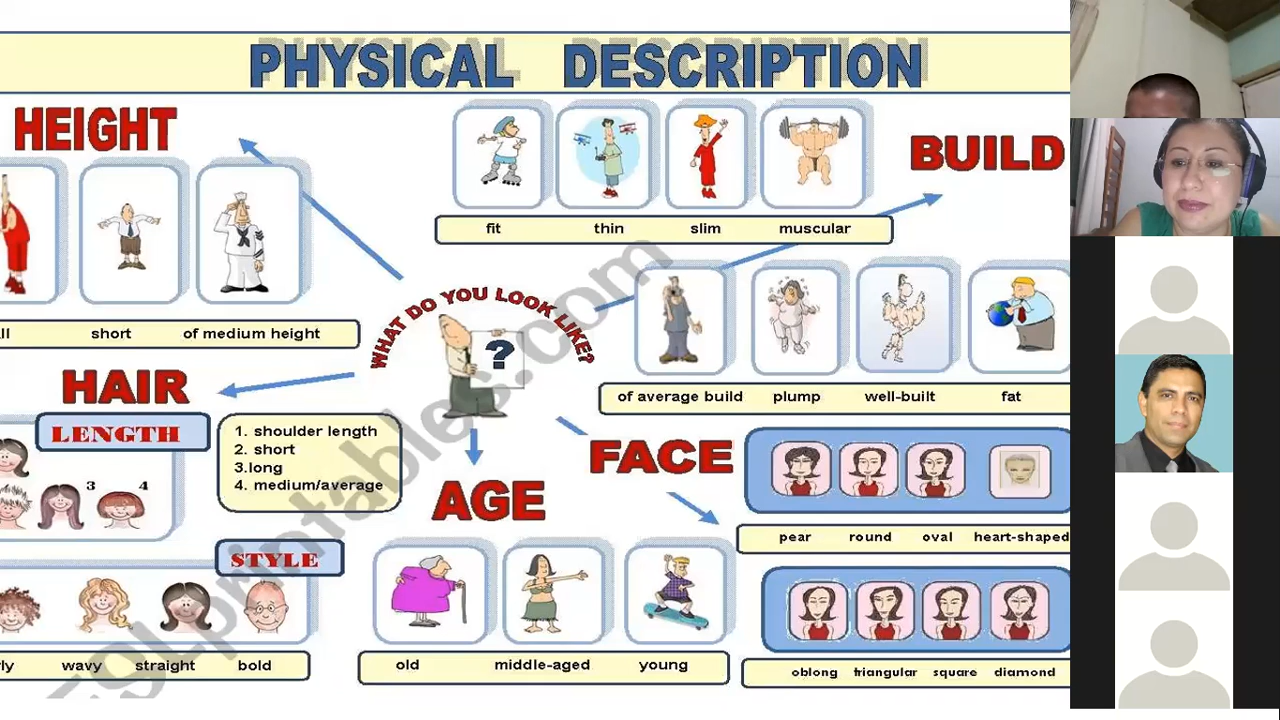 PHYSICAL DESCRIPTION
HEIGHT
BUILD
fit thin slim muscular
short of medium height
WHAT DO YOU LOOK LIKE?
?
of average build plump well-built fat
HAIR
LENGTH
1. shoulder length
2. short
3.long
4. medium/average
3 4
FACE
pear round oval heart-shaped
AGE
STYLE
wavy straight bold
old middle-aged young
oblong triangular square diamond